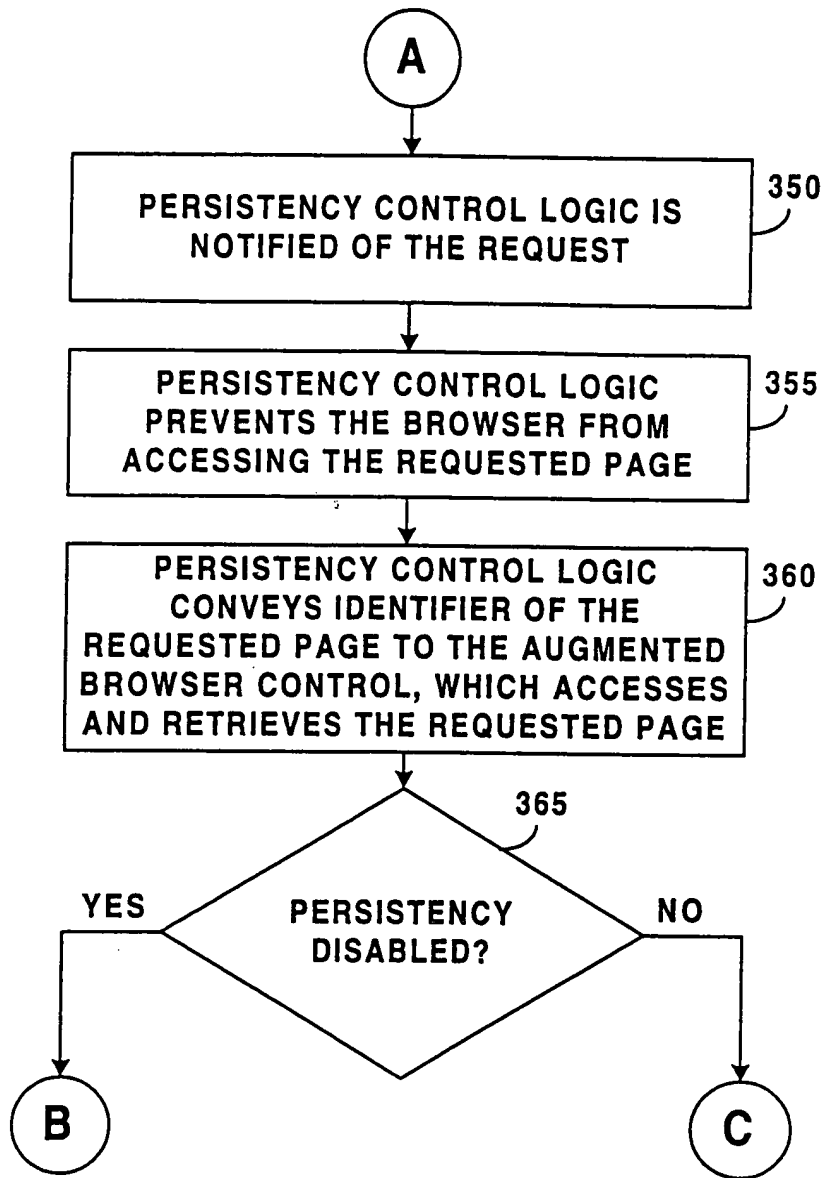 A
PERSISTENCY CONTROL LOGIC IS
NOTIFIED OF THE REQUEST
350
PERSISTENCY CONTROL LOGIC
PREVENTS THE BROWSER FROM
ACCESSING THE REQUESTED PAGE
355
PERSISTENCY CONTROL LOGIC
CONVEYS IDENTIFIER OF THE
REQUESTED PAGE TO THE AUGMENTED
BROWSER CONTROL, WHICH ACCESSES
AND RETRIEVES THE REQUESTED PAGE
360
365
YES
PERSISTENCY
DISABLED?
NO
B
C